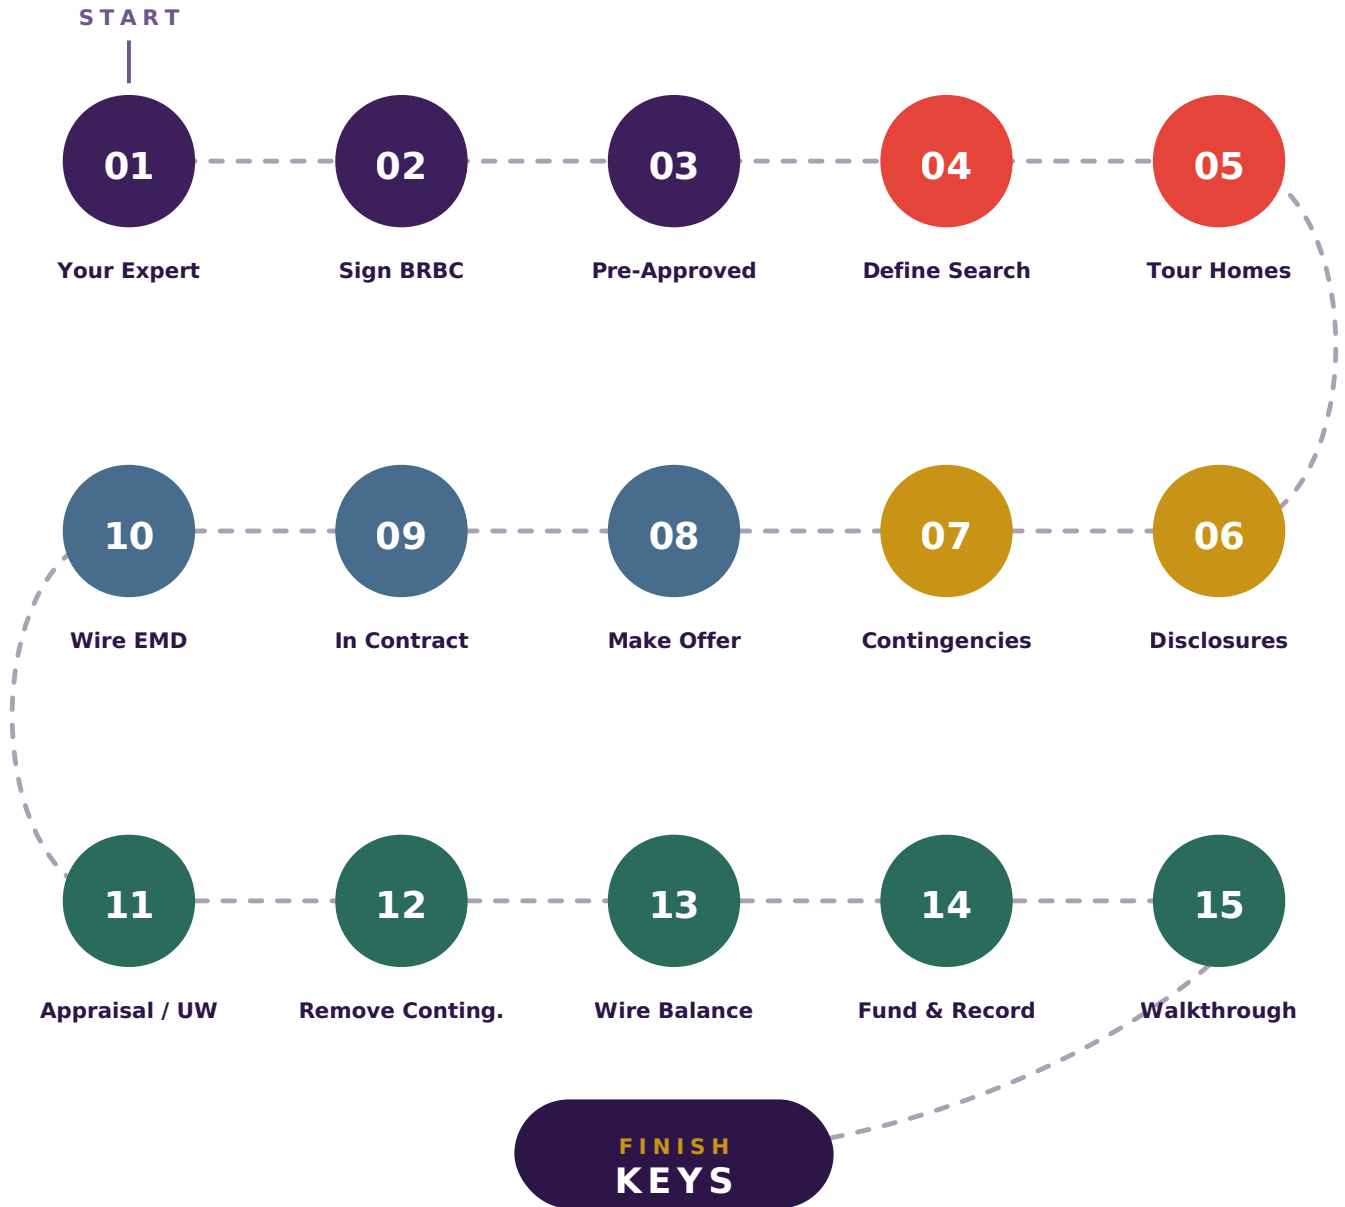 START
01
02
03
04
05
Your Expert
Sign BRBC
Pre-Approved
Define Search
Tour Homes
10
09
08
07
06
Wire EMD
In Contract
Make Offer
Contingencies
Disclosures
11
12
13
14
15
Appraisal / UW
Remove Conting.
Wire Balance
Fund & Record
Walkthrough
FINISH
KEYS